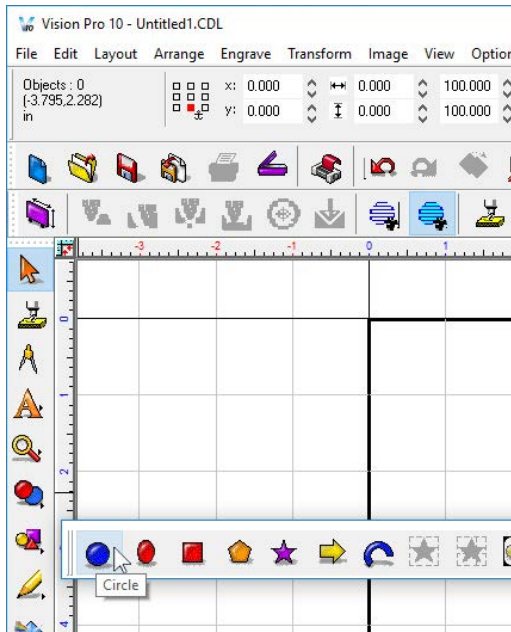 Vision Pro 10 - Untitled1.CDL
File Edit Layout Arrange Engrave Transform Image View Option
Objects : 0
(-3.795,2.282)
in
x: 0.000 0.000 100.000
y: 0.000 0.000 100.000
-3 -2 -1 0 1
0
1
2
4
Circle